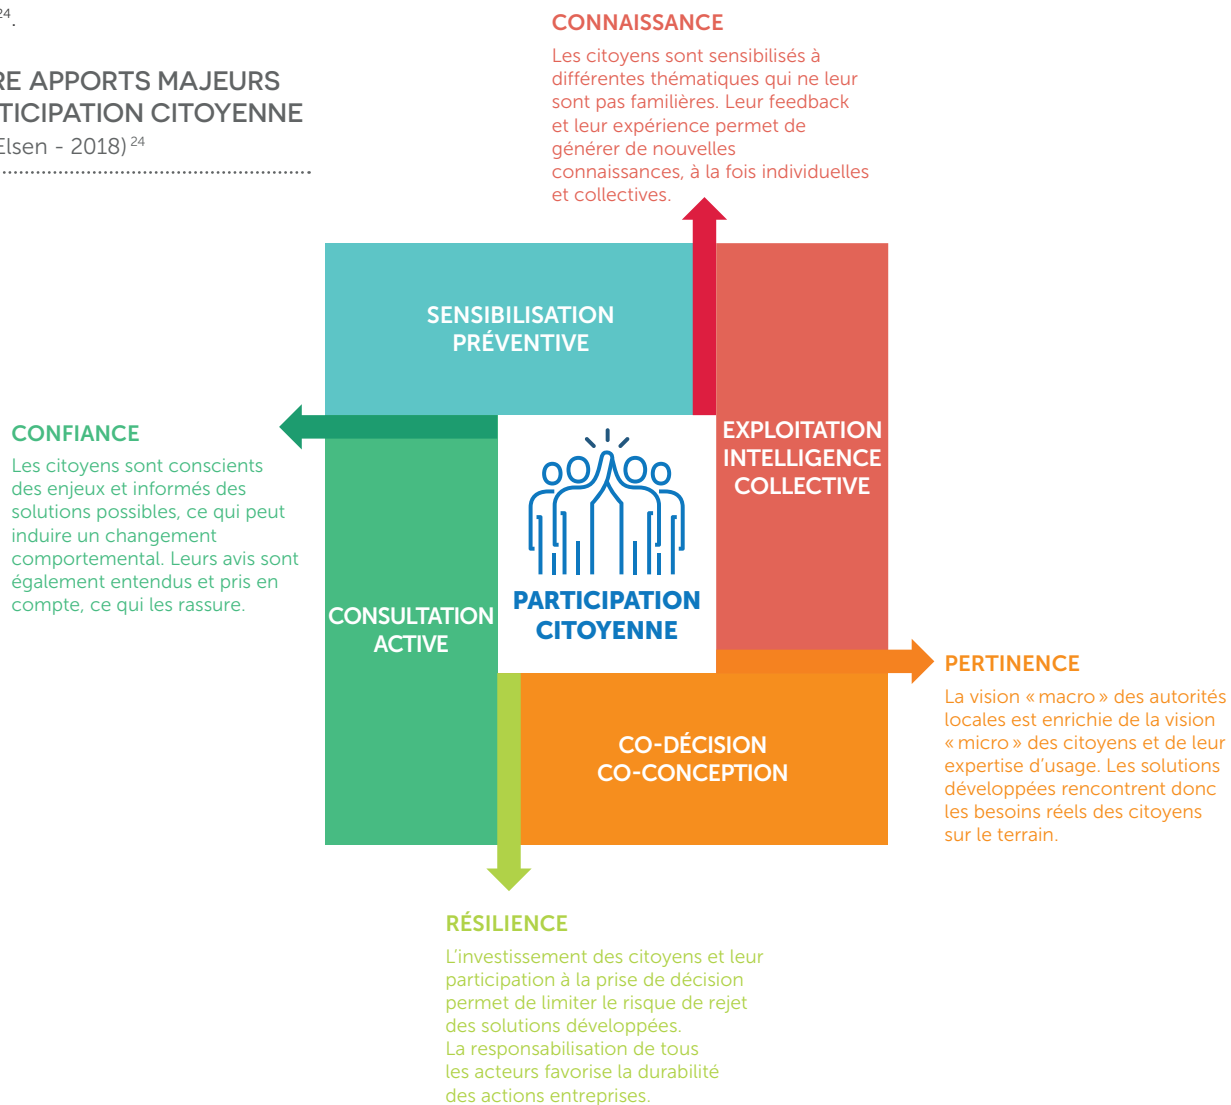 24.
RE APPORTS MAJEURS
TICIPATION CITOYENNE
Elsen - 2018) 24
CONNAISSANCE
Les citoyens sont sensibilisés à
différentes thématiques qui ne leur
sont pas familières. Leur feedback
et leur expérience permet de
générer de nouvelles
connaissances, à la fois individuelles
et collectives.
SENSIBILISATION
PRÉVENTIVE
CONFIANCE
Les citoyens sont conscients
des enjeux et informés des
solutions possibles, ce qui peut
induire un changement
comportemental. Leurs avis sont
également entendus et pris en
compte, ce qui les rassure.
EXPLOITATION
INTELLIGENCE
COLLECTIVE
CONSULTATION
ACTIVE
PARTICIPATION
CITOYENNE
PERTINENCE
La vision « macro » des autorités
locales est enrichie de la vision
« micro » des citoyens et de leur
expertise d'usage. Les solutions
développées rencontrent donc
les besoins réels des citoyens
sur le terrain.
CO-DÉCISION
CO-CONCEPTION
RÉSILIENCE
L'investissement des citoyens et leur
participation à la prise de décision
permet de limiter le risque de rejet
des solutions développées.
La responsabilisation de tous
les acteurs favorise la durabilité
des actions entreprises.